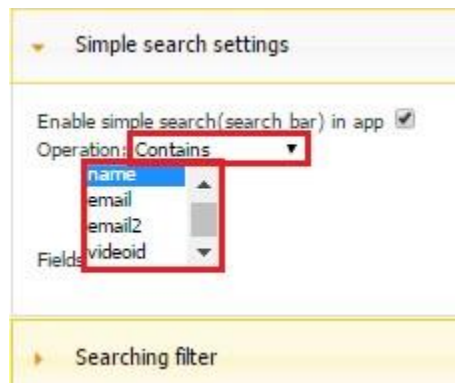 Simple search settings
Enable simple search(search bar) in app
Operation: Contains
name
email
email2
videoid
Fields
Searching filter